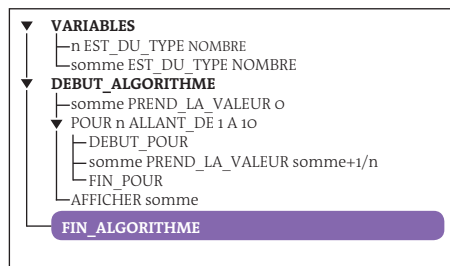 VARIABLES
n EST_DU_TYPE NOMBRE
somme EST_DU_TYPE NOMBRE
DEBUT_ALGORITHME
somme PREND_LA_VALEUR 0
POUR n ALLANT_DE 1 A 10
DEBUT_POUR
somme PREND_LA_VALEUR somme+1/n
FIN_POUR
AFFICHER somme
FIN_ALGORITHME